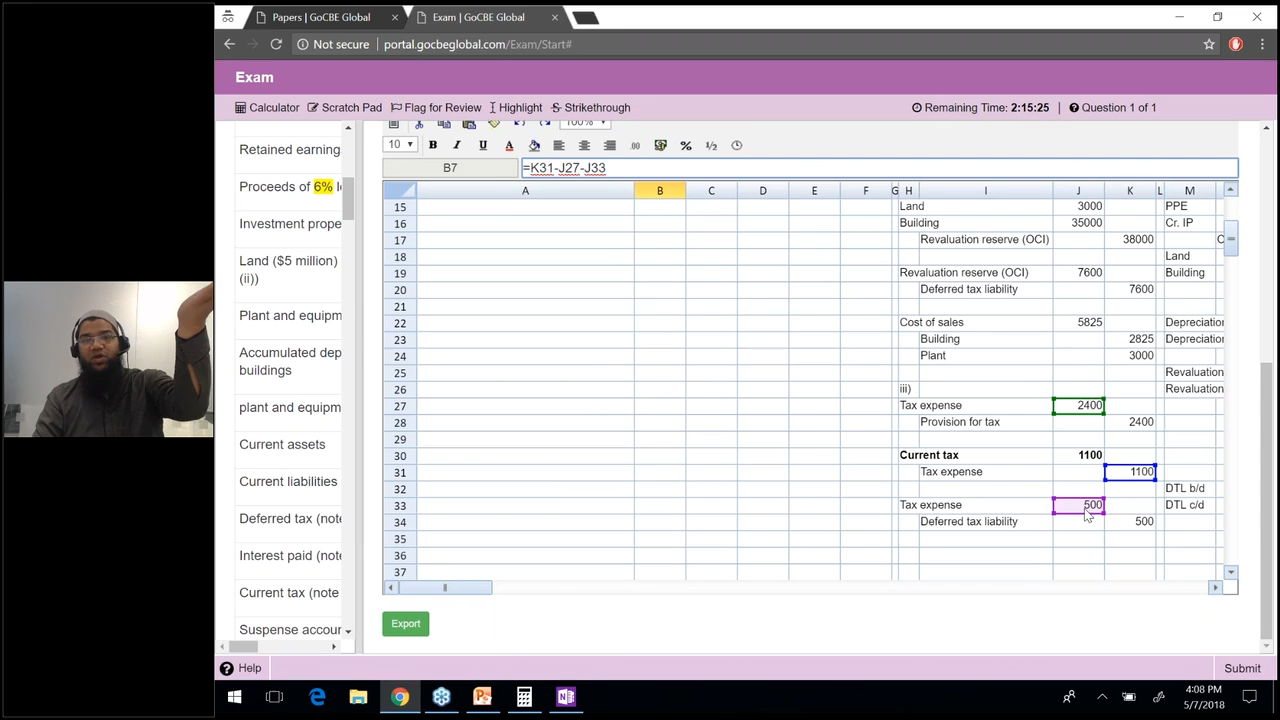 Papers | GoCBE Global
Exam | GoCBE Global
Not secure portal.gocbeglobal.com/Exam/Start#
Exam
Calculator Scratch Pad Flag for Review Highlight Strikethrough Remaining Time: 2:15:25 Question 1 of 1
Retained earning
Proceeds of 6% l
Investment prope
Land ($5 million)
(ii))
Plant and equipm
Accumulated dep
buildings
plant and equipm
Current assets
Current liabilities
Deferred tax (note
Interest paid (note
Current tax (note
Suspense accour
100%
10 B I U A .00 % 1/2
B7 =K31-J27-J33
A B C D E F G H I J K L M
15 Land 3000 PPE
16 Building 35000 Cr. IP
17 Revaluation reserve (OCI) 38000 C
18 Land
19 Revaluation reserve (OCI) 7600 Building
20 Deferred tax liability 7600
21
22 Cost of sales 5825 Depreciation
23 Building 2825 Depreciation
24 Plant 3000
25 Revaluation
26 iii) Revaluation
27 Tax expense 2400
28 Provision for tax 2400
29
30 Current tax 1100
31 Tax expense 1100
32 DTL b/d
33 Tax expense 500 DTL c/d
34 Deferred tax liability 500
35
36
37
Export
Help Submit
4:08 PM
5/7/2018